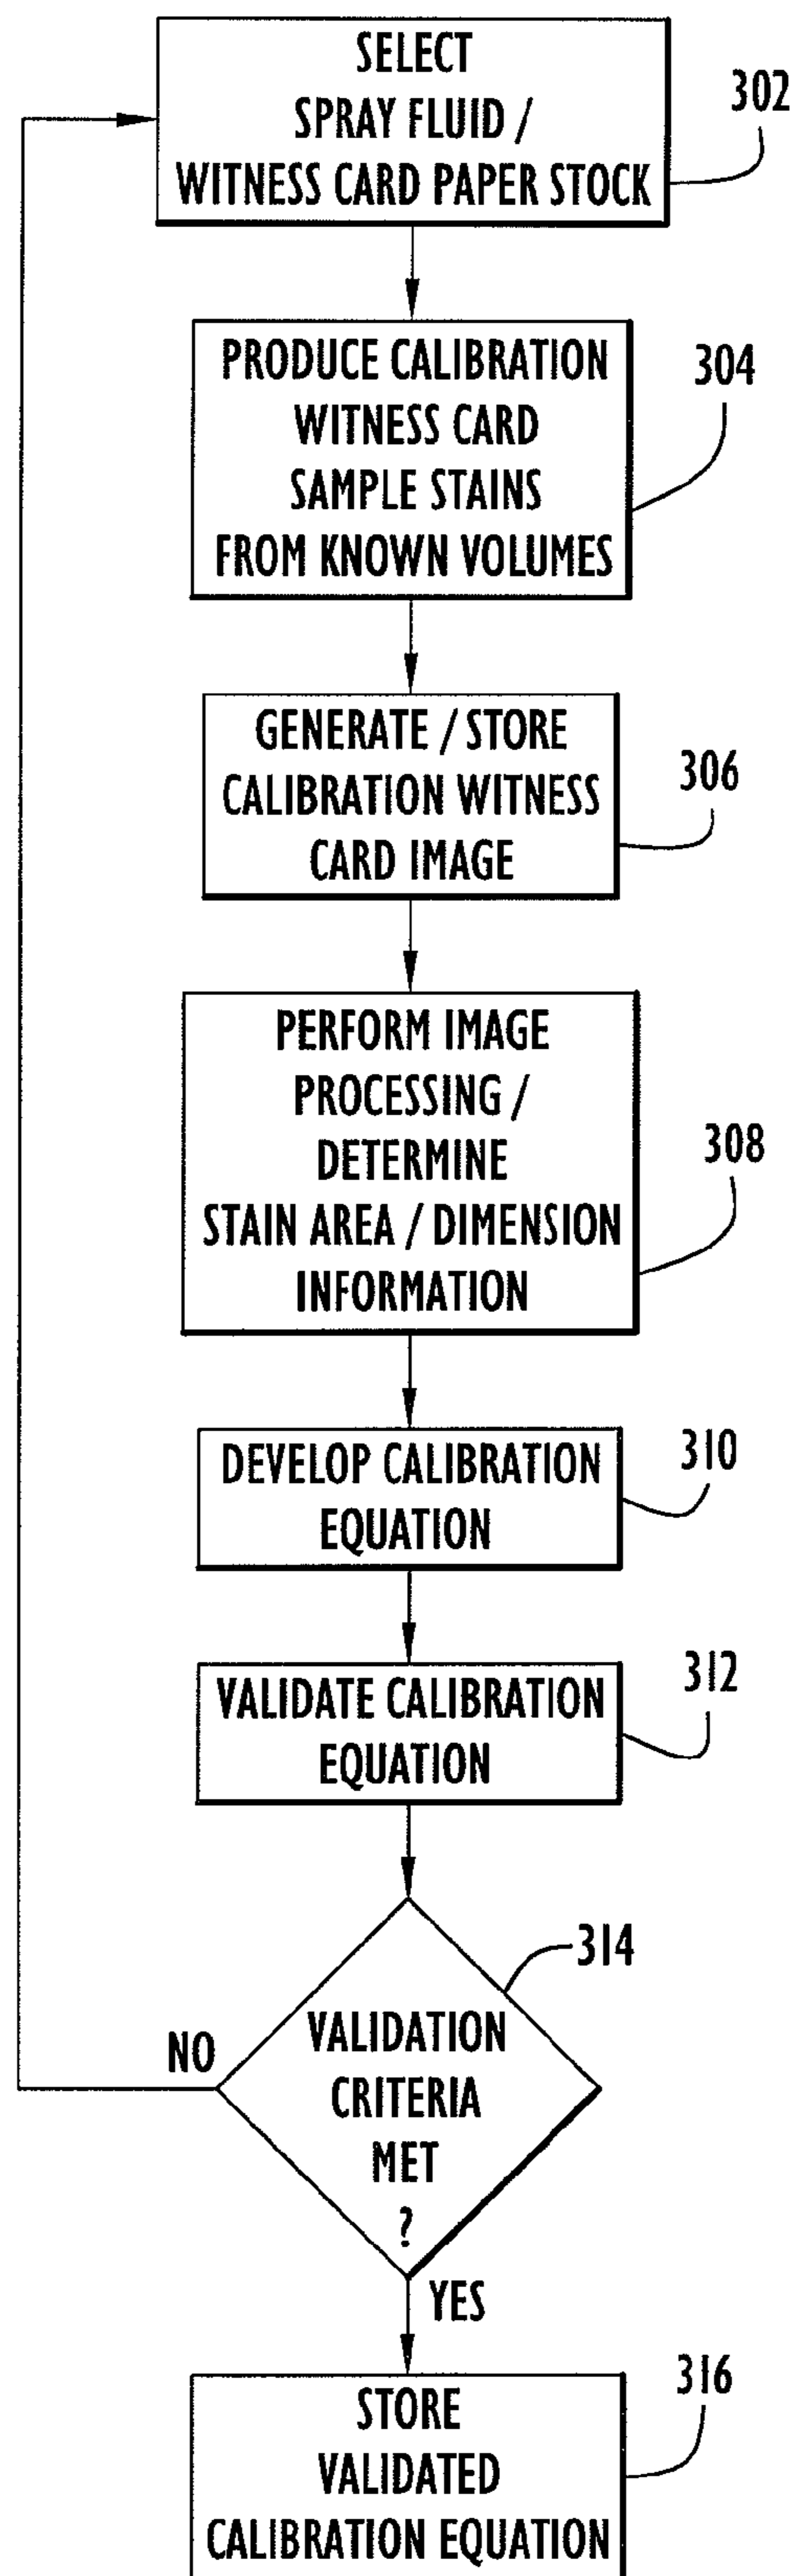 SELECT
SPRAY FLUID /
WITNESS CARD PAPER STOCK
302
PRODUCE CALIBRATION
WITNESS CARD
SAMPLE STAINS
FROM KNOWN VOLUMES
304
GENERATE / STORE
CALIBRATION WITNESS
CARD IMAGE
306
PERFORM IMAGE
PROCESSING /
DETERMINE
STAIN AREA / DIMENSION
INFORMATION
308
DEVELOP CALIBRATION
EQUATION
310
VALIDATE CALIBRATION
EQUATION
312
314
VALIDATION
CRITERIA
MET
?
NO
YES
STORE
VALIDATED
CALIBRATION EQUATION
316